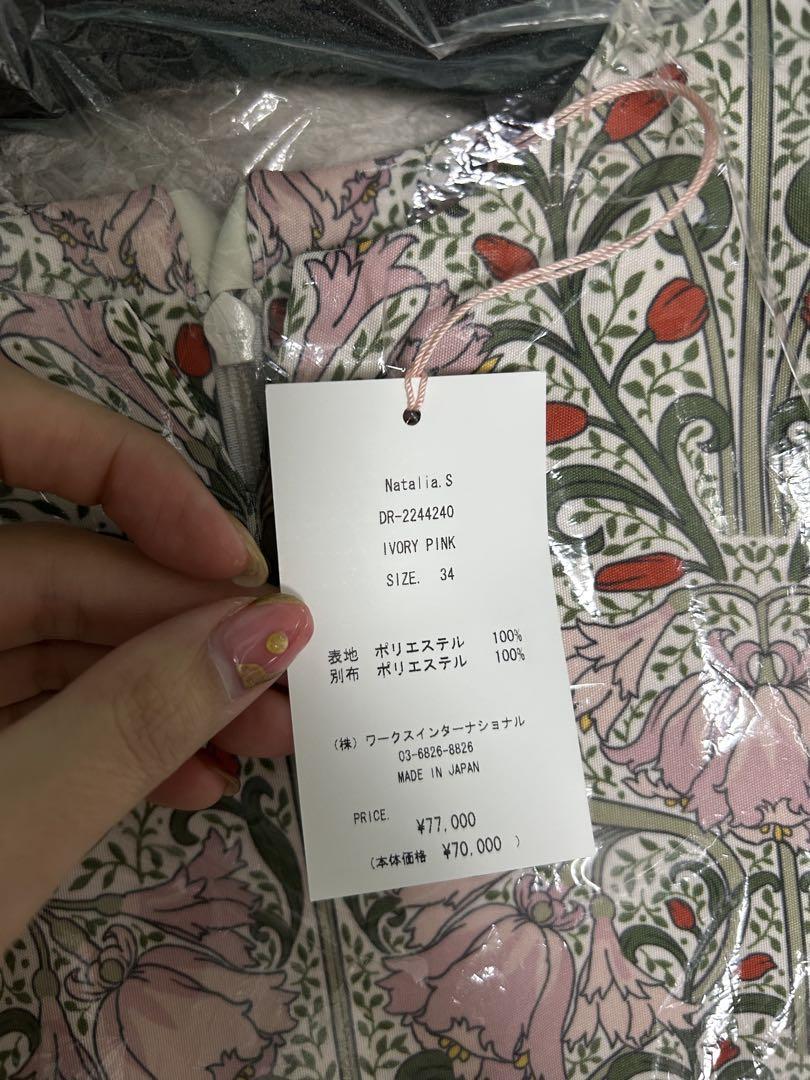 Natalia.S
DR-2244240
IVORY PINK
SIZE. 34
表地 ポリエステル 100%
別布 ポリエステル 100%
(株) ワークスインターナショナル
03-6826-8826
MADE IN JAPAN
PRICE. ¥77,000
(本体価格 ¥70,000 )